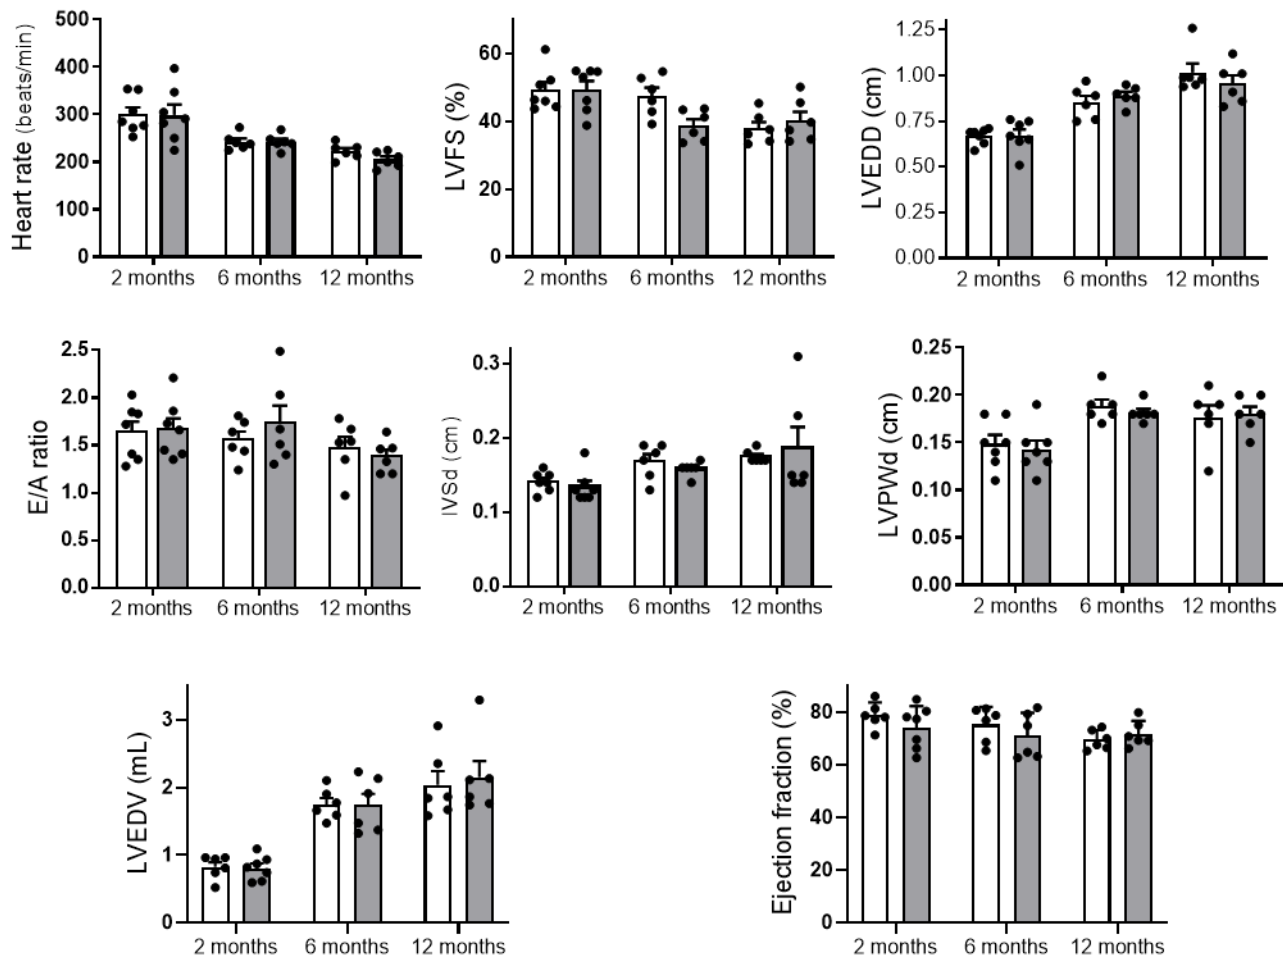 Heart rate (beats/min)
500
400
300
200
100
0
2 months
6 months
12 months
LVFS (%)
60
40
20
0
2 months
6 months
12 months
LVEDD (cm)
1.25
1.00
0.75
0.50
0.25
0.00
2 months
6 months
12 months
E/A ratio
2.5
2.0
1.5
1.0
0.5
0.0
2 months
6 months
12 months
IVSd (cm)
0.3
0.2
0.1
0.0
2 months
6 months
12 months
LVPWd (cm)
0.25
0.20
0.15
0.10
0.05
0.00
2 months
6 months
12 months
LVEDV (mL)
3
2
1
0
2 months
6 months
12 months
Ejection fraction (%)
80
60
40
20
0
2 months
6 months
12 months